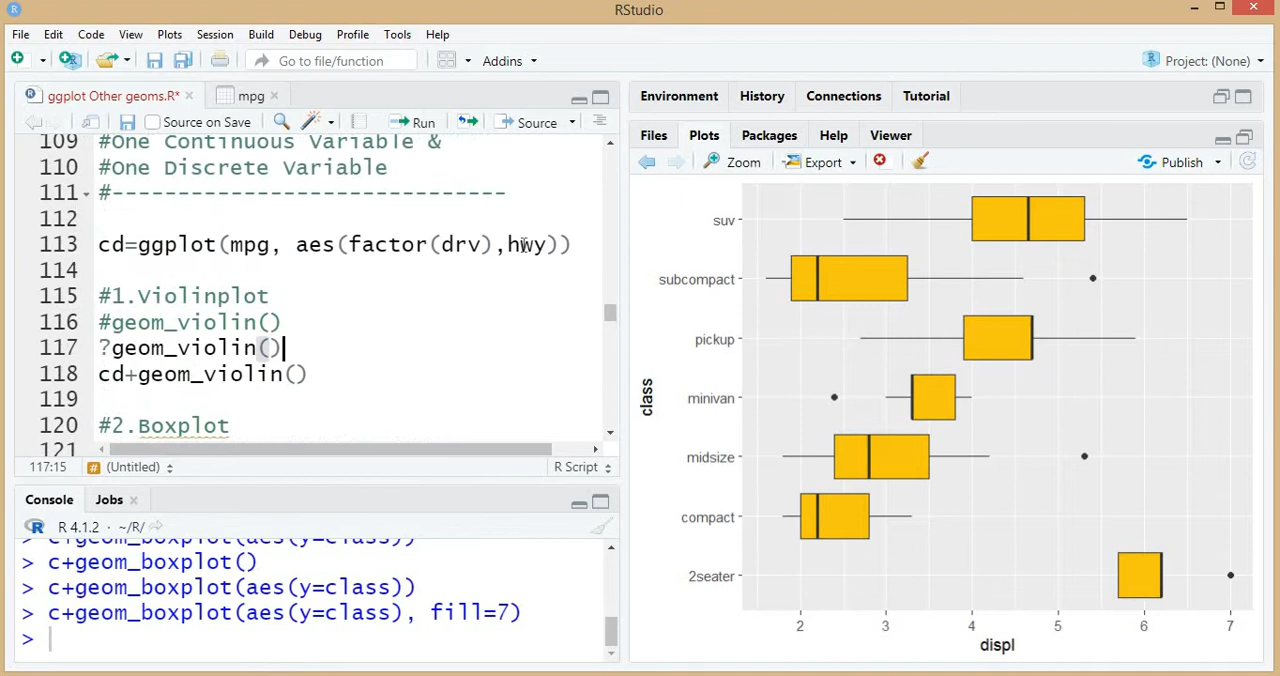 RStudio
File Edit Code View Plots Session Build Debug Profile Tools Help
Go to file/function Addins Project: (None)
ggplot Other geoms.R* mpg
Source on Save Run Source
109 #One Continuous Variable &
110 #One Discrete Variable
111 #------------------------------
112
113 cd=ggplot(mpg, aes(factor(drv),hwy))
114
115 #1.Violinplot
116 #geom_violin()
117 ?geom_violin()
118 cd+geom_violin()
119
120 #2.Boxplot
121
117:15 # (Untitled) R Script
Console Jobs
R 4.1.2 · ~/R/
> c+geom_boxplot(aes(y=class))
> c+geom_boxplot()
> c+geom_boxplot(aes(y=class))
> c+geom_boxplot(aes(y=class), fill=7)
>
Environment History Connections Tutorial
Files Plots Packages Help Viewer
Zoom Export Publish
suv
subcompact
pickup
minivan
midsize
compact
2seater
class
2 3 4 5 6 7
displ